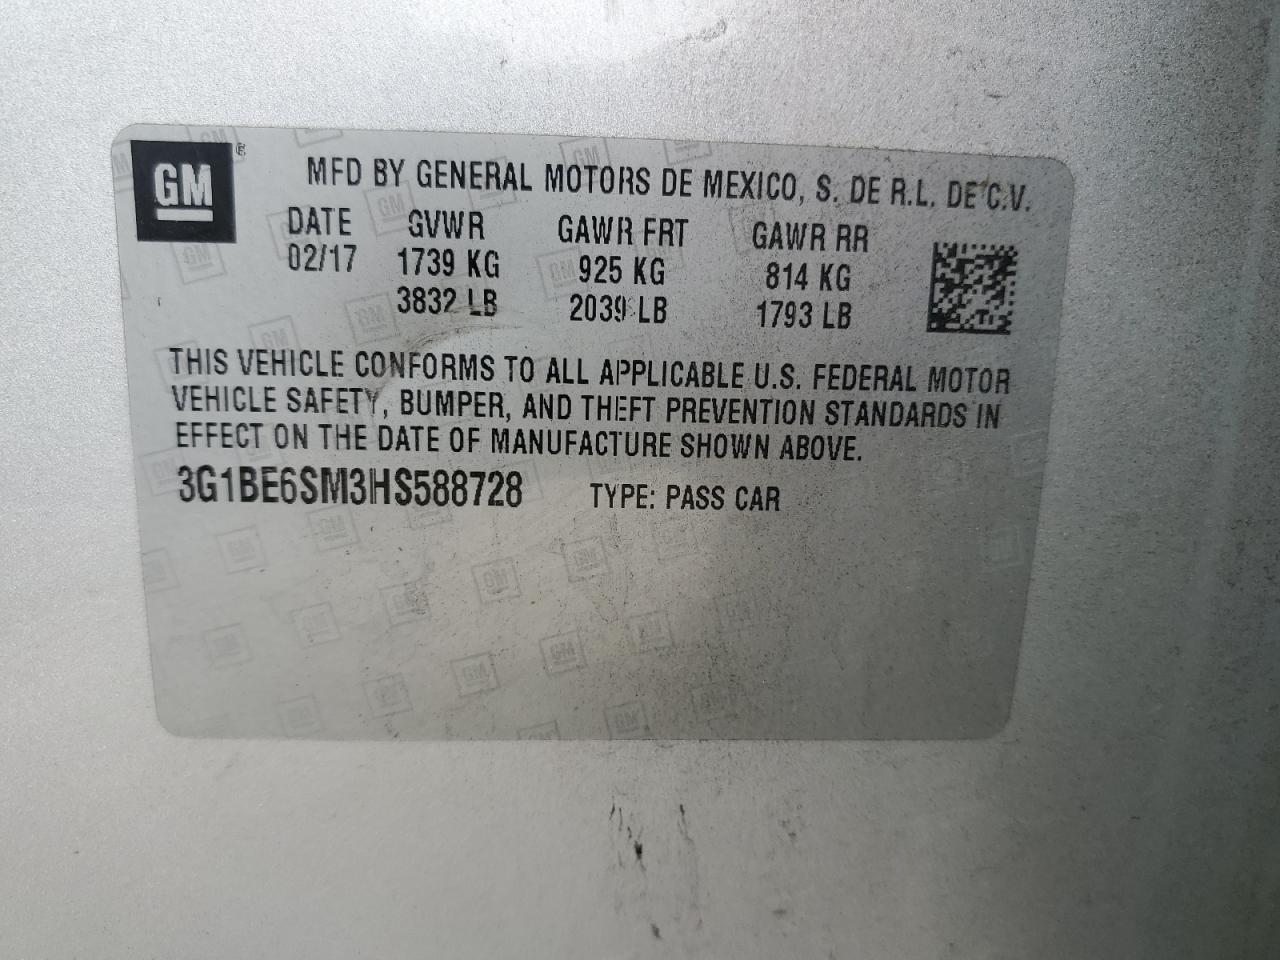 GM
MFD BY GENERAL MOTORS DE MEXICO, S. DE R.L. DE C.V.
DATE GVWR GAWR FRT GAWR RR
02/17 1739 KG 925 KG 814 KG
3832 LB 2039 LB 1793 LB
THIS VEHICLE CONFORMS TO ALL APPLICABLE U.S. FEDERAL MOTOR
VEHICLE SAFETY, BUMPER, AND THEFT PREVENTION STANDARDS IN
EFFECT ON THE DATE OF MANUFACTURE SHOWN ABOVE.
3G1BE6SM3HS588728 TYPE: PASS CAR